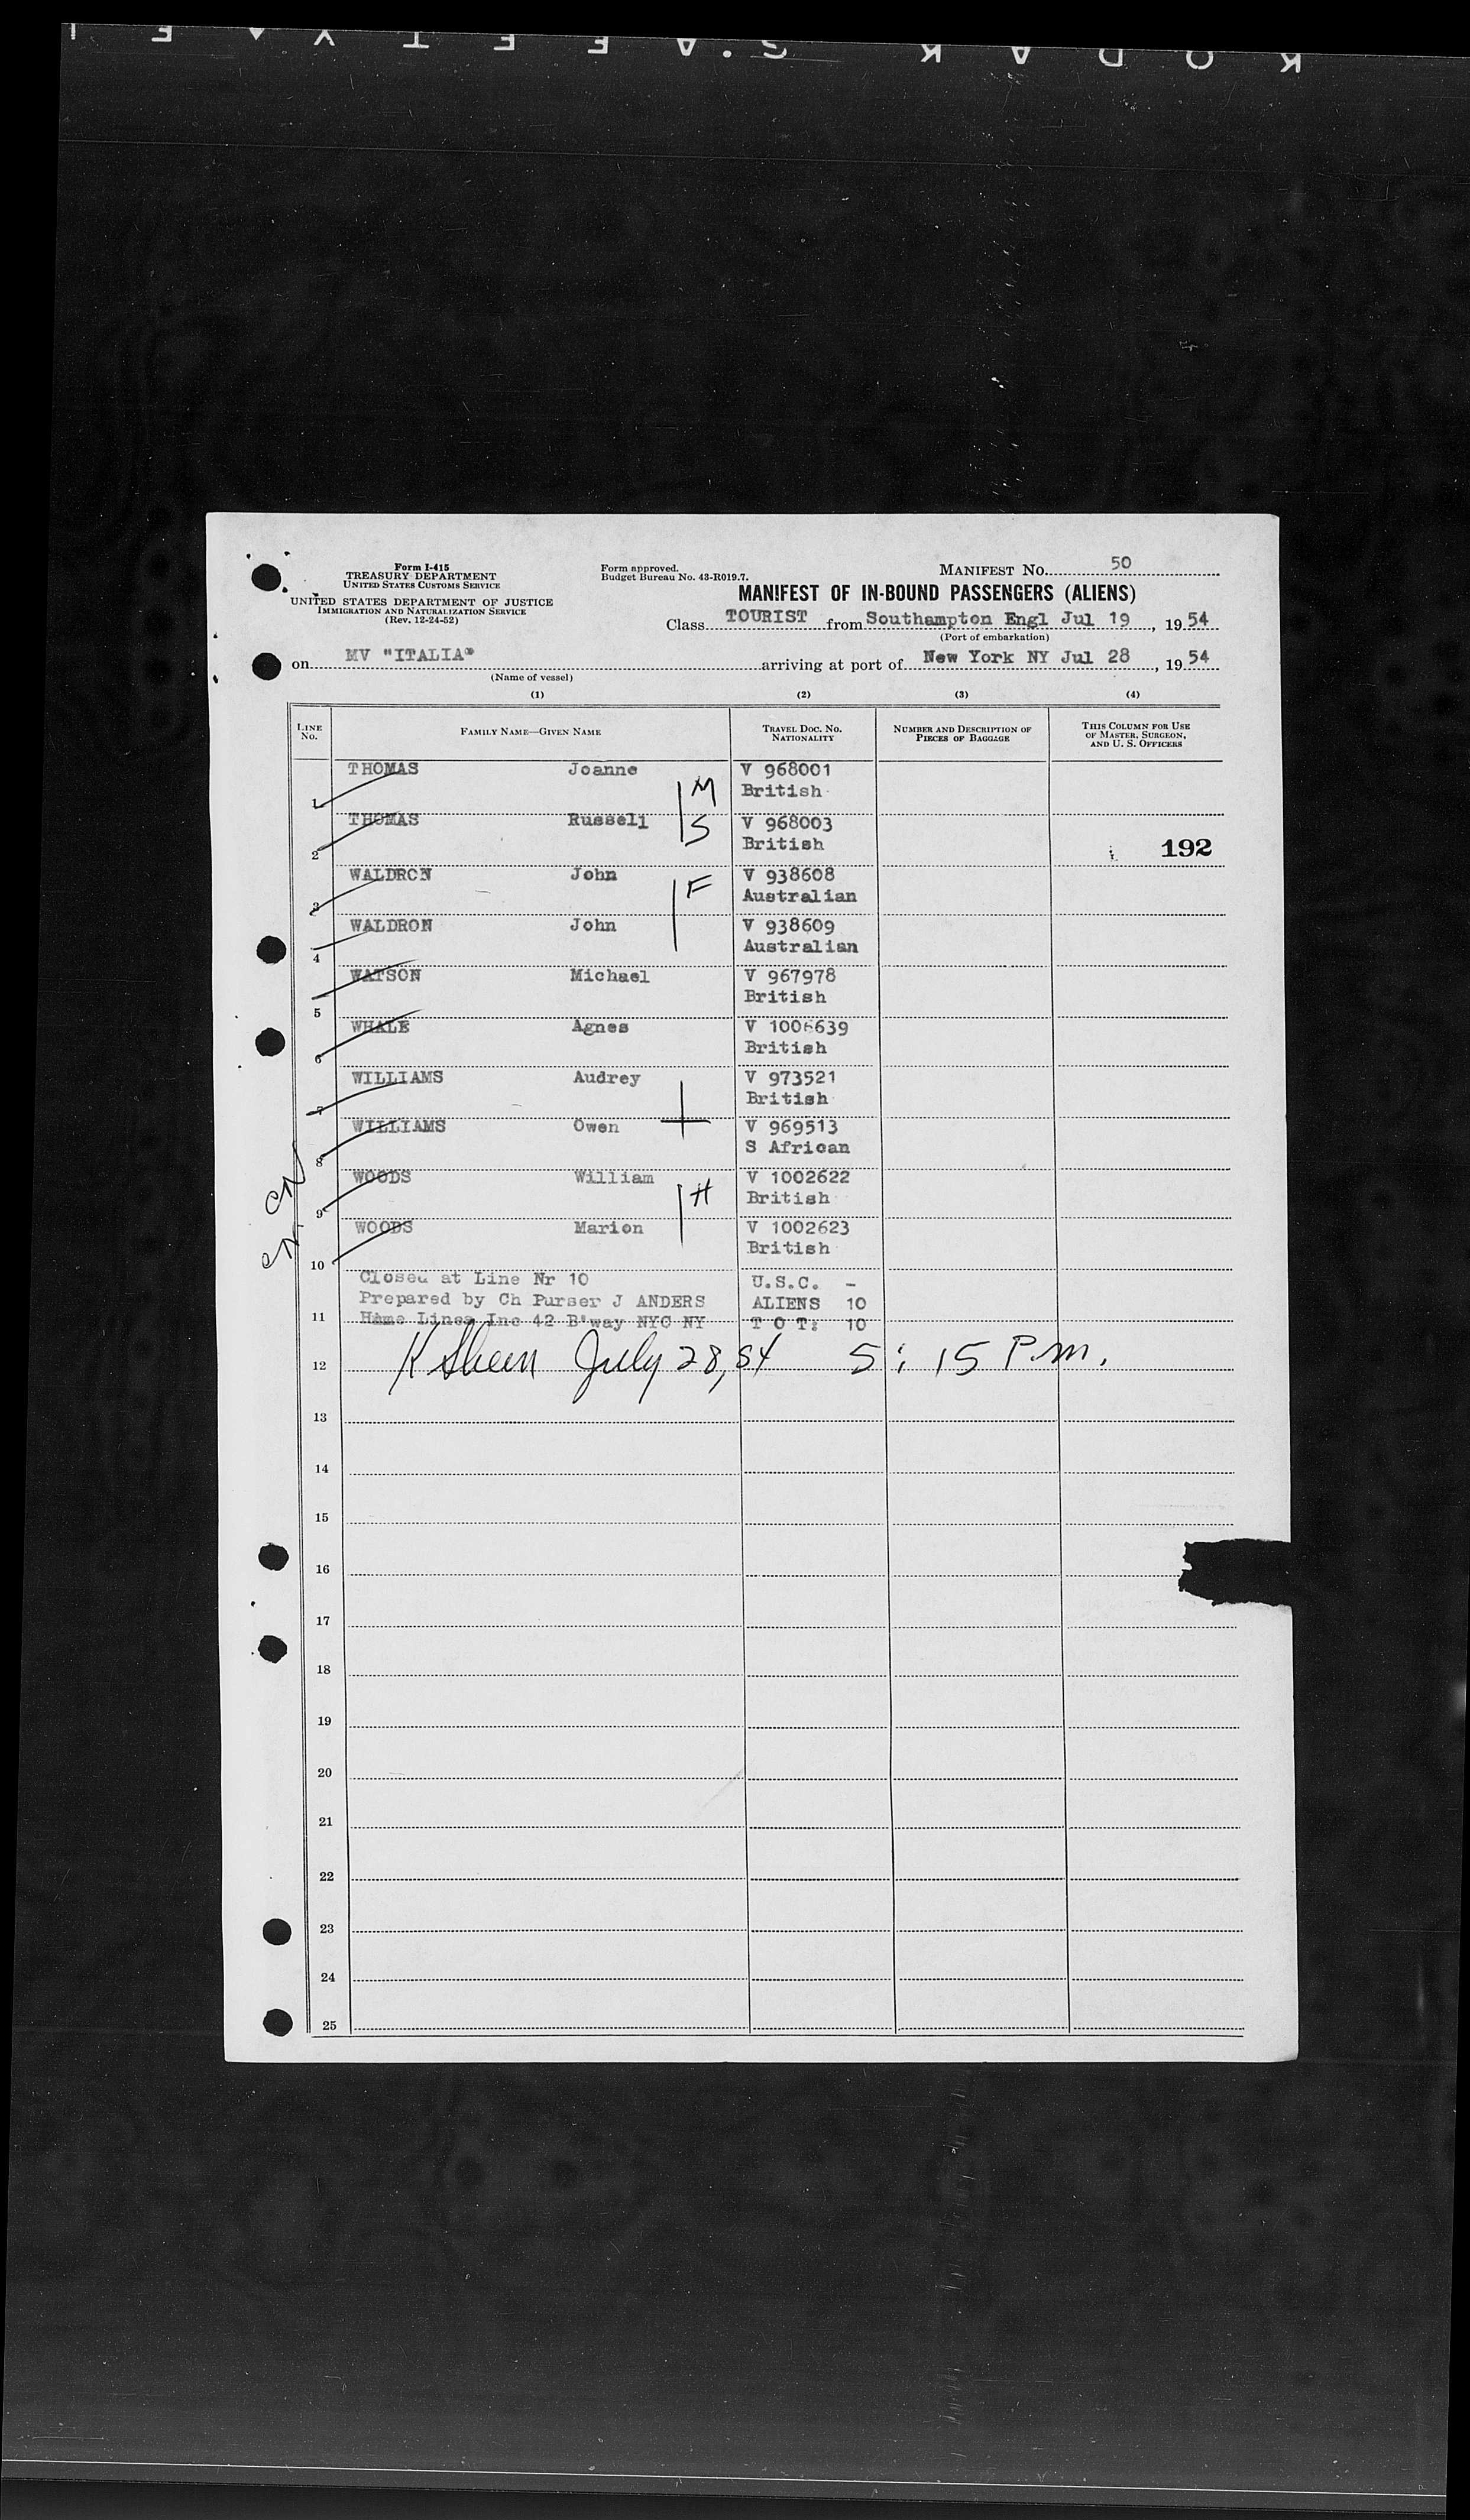 KODAK SAFETY FI
Form I-415
TREASURY DEPARTMENT
UNITED STATES CUSTOMS SERVICE
UNITED STATES DEPARTMENT OF JUSTICE
IMMIGRATION AND NATURALIZATION SERVICE
(Rev. 12-24-52)
Form approved.
Budget Bureau No. 43-R019.7.
MANIFEST NO. 50
MANIFEST OF IN-BOUND PASSENGERS (ALIENS)
Class TOURIST from Southampton Engl Jul 19, 1954
(Port of embarkation)
on MV "ITALIA" arriving at port of New York NY Jul 28, 1954
(Name of vessel)
(1) (2) (3) (4)
LINE NO. FAMILY NAME—GIVEN NAME TRAVEL DOC. NO. NATIONALITY NUMBER AND DESCRIPTION OF PIECES OF BAGGAGE THIS COLUMN FOR USE OF MASTER, SURGEON, AND U. S. OFFICERS
THOMAS Joanne V 968001
1 M British
THOMAS Russell S V 968003
2 British 192
WALDRON John F V 938608
3 Australian
WALDRON John V 938609
4 Australian
WATSON Michael V 967978
5 British
WHALE Agnes V 1006639
6 British
WILLIAMS Audrey V 973521
7 British
WILLIAMS Owen V 969513
8 S African
WOODS William H V 1002622
9 British
WOODS Marion V 1002623
10 British
Closed at Line Nr 10 U.S.C. -
Prepared by Ch Purser J ANDERS ALIENS 10
11 Home Lines Inc 42 B'way NYC NY T O T: 10
12 July 28, 54 5:15 P.m.
13
14
15
16
17
18
19
20
21
22
23
24
25